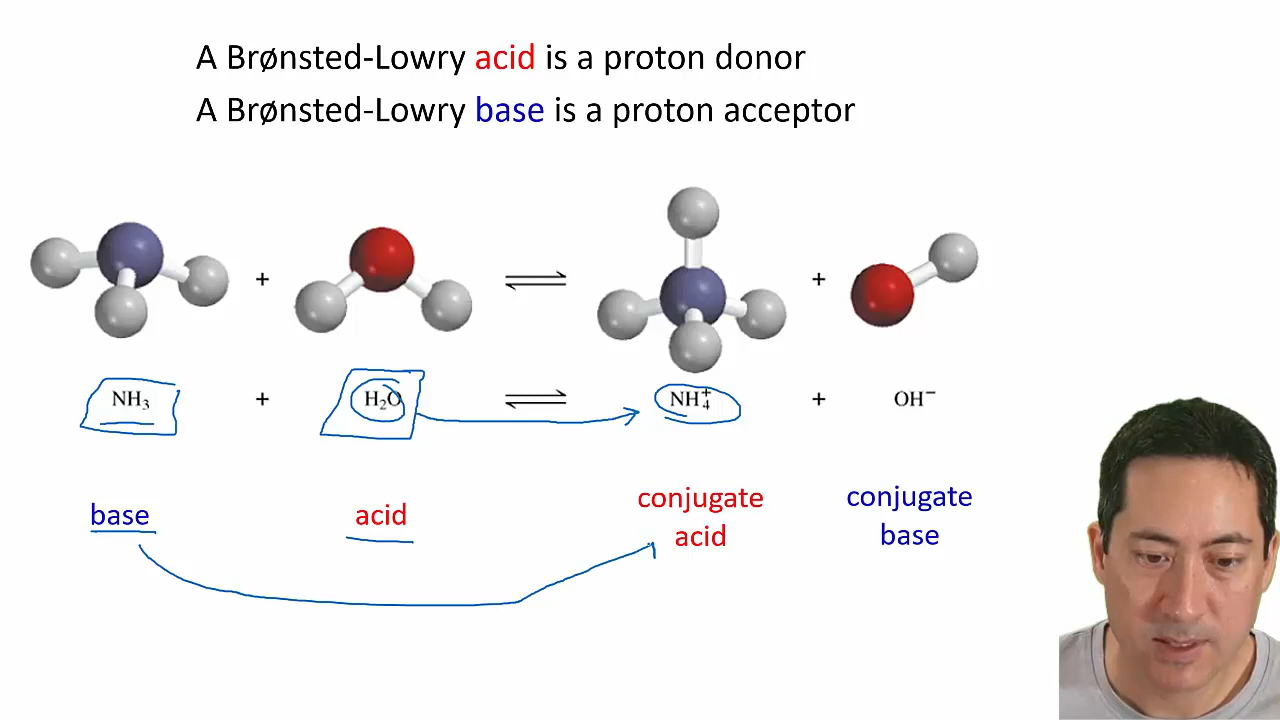 A Brønsted-Lowry acid is a proton donor
A Brønsted-Lowry base is a proton acceptor
+ ⇌ +
NH₃ + H₂O ⇌ NH₄⁺ + OH⁻
base acid conjugate acid conjugate base